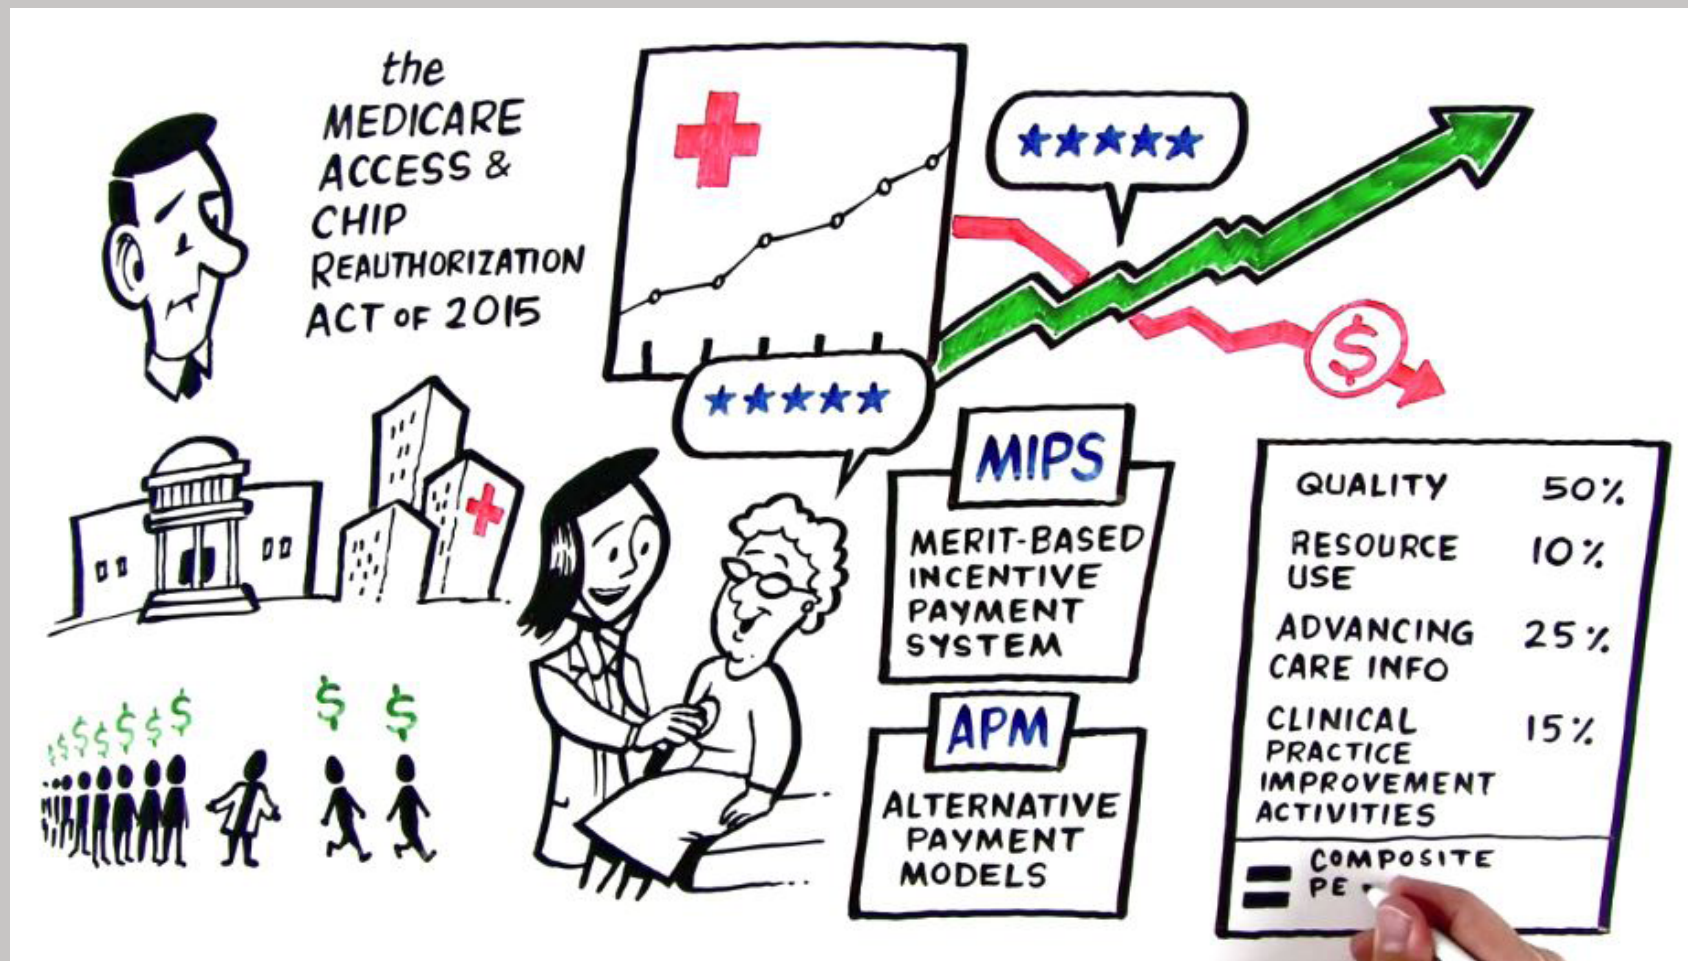 the
MEDICARE
ACCESS &
CHIP
REAUTHORIZATION
ACT OF 2015
MIPS
MERIT-BASED
INCENTIVE
PAYMENT
SYSTEM
APM
ALTERNATIVE
PAYMENT
MODELS
QUALITY 50%
RESOURCE 10%
USE
ADVANCING 25%
CARE INFO
CLINICAL 15%
PRACTICE
IMPROVEMENT
ACTIVITIES
= COMPOSITE
PE
$
$ $ $ $ $ $ $
$ $